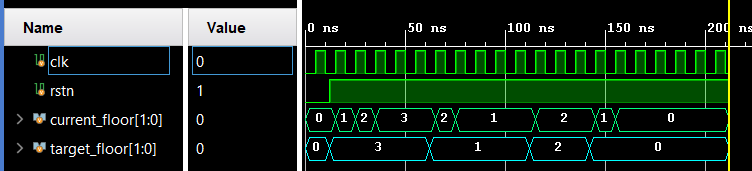 Name Value 0 ns 50 ns 100 ns 150 ns 200 n
clk 0
rstn 1
current_floor[1:0] 0 0 1 2 3 2 1 2 1 0
target_floor[1:0] 0 0 3 1 2 0